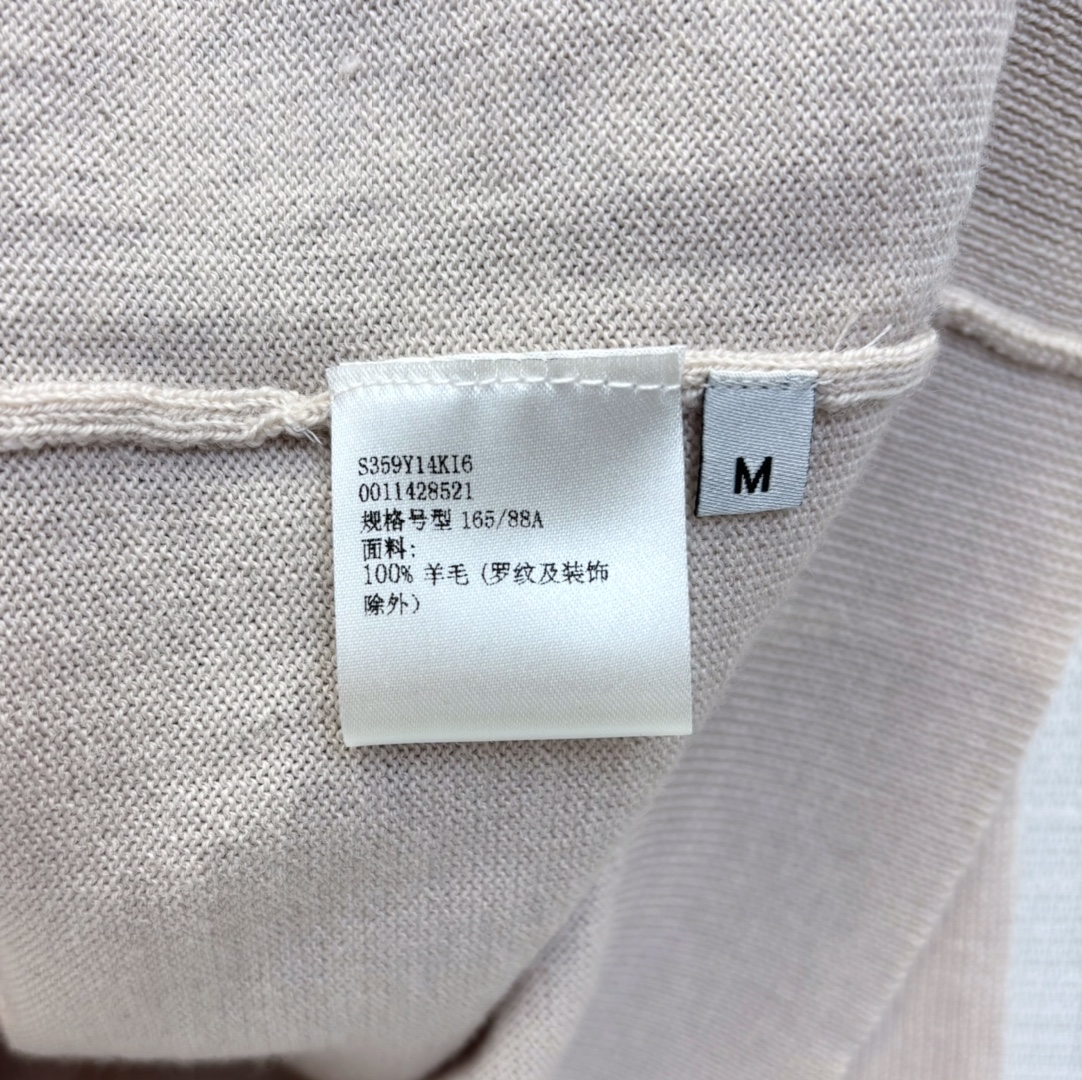 S359Y14KI6
0011428521
规格号型 165/88A
面料:
100% 羊毛 (罗纹及装饰
除外)
M